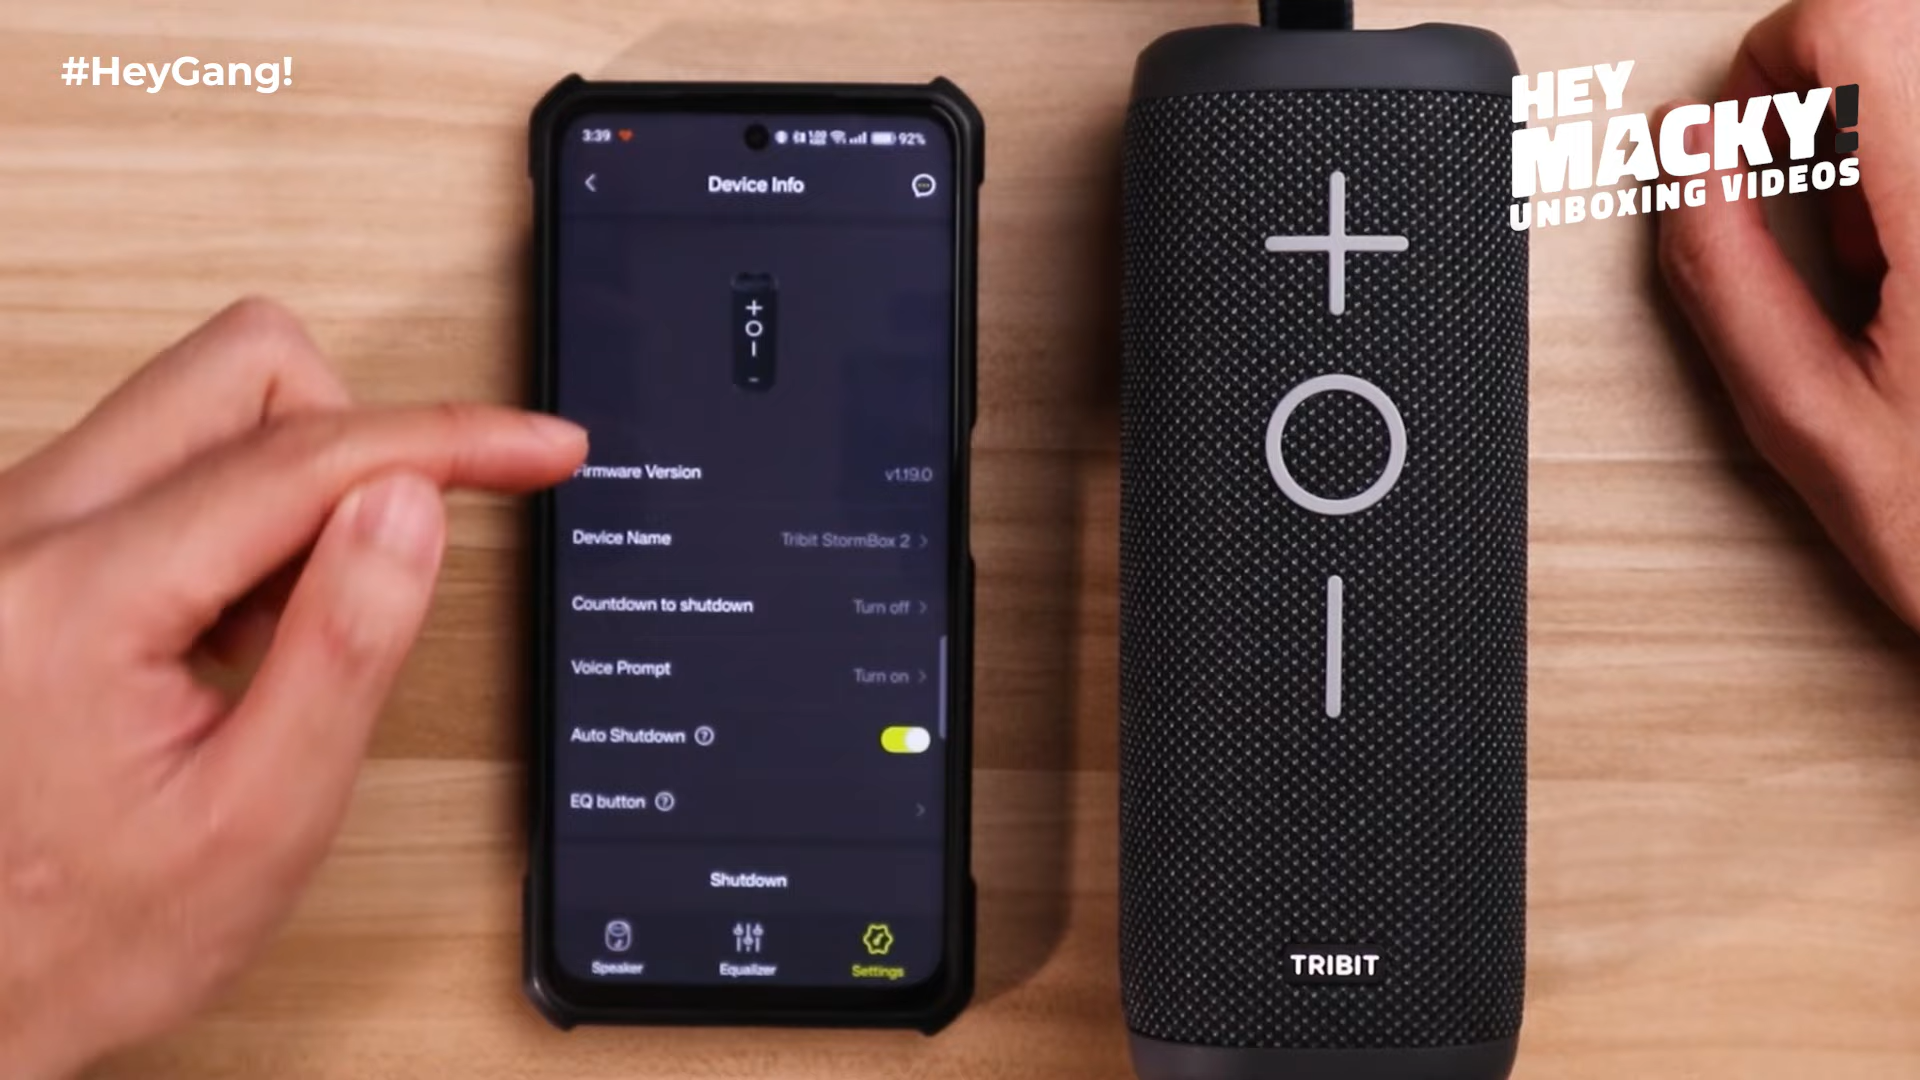 #HeyGang!
HEY
MACKY!
UNBOXING VIDEOS
3:39
92%
Device Info
Firmware Version v1.19.0
Device Name Tribit StormBox 2
Countdown to shutdown Turn off
Voice Prompt Turn on
Auto Shutdown
EQ button
Shutdown
Speaker Equalizer Settings
TRIBIT